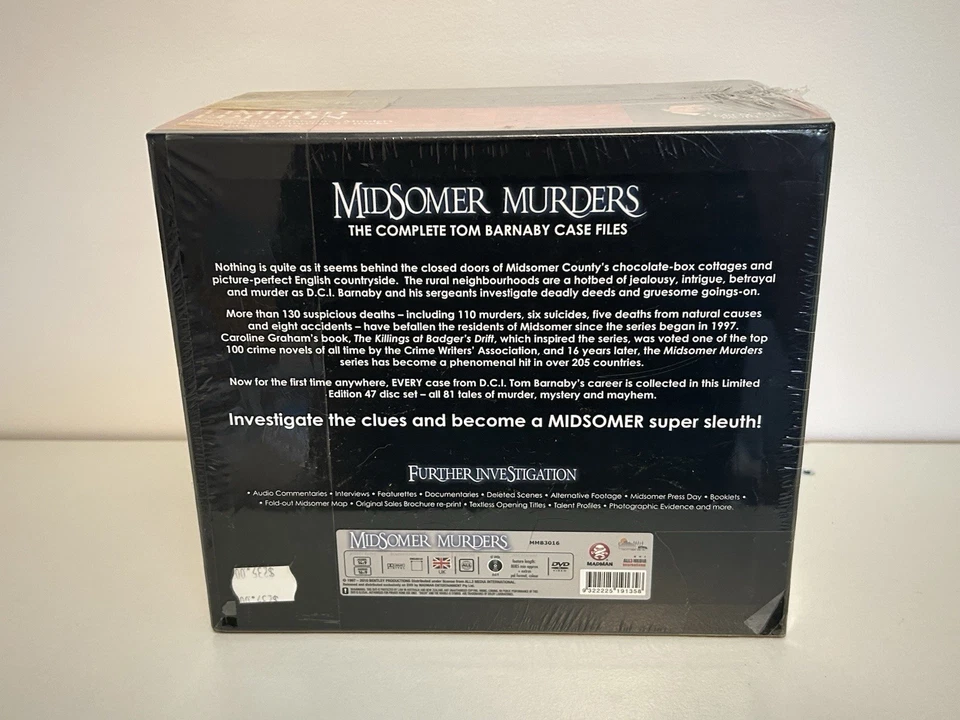 MIDSOMER MURDERS
THE COMPLETE TOM BARNABY CASE FILES
Nothing is quite as it seems behind the closed doors of Midsomer County's chocolate-box cottages and
picture-perfect English countryside. The rural neighbourhoods are a hotbed of jealousy, intrigue, betrayal
and murder as D.C.I. Barnaby and his sergeants investigate deadly deeds and gruesome goings-on.
More than 130 suspicious deaths – including 110 murders, six suicides, five deaths from natural causes
and eight accidents – have befallen the residents of Midsomer since the series began in 1997.
Caroline Graham's book, The Killings at Badger's Drift, which inspired the series, was voted one of the top
100 crime novels of all time by the Crime Writers' Association, and 16 years later, the Midsomer Murders
series has become a phenomenal hit in over 205 countries.
Now for the first time anywhere, EVERY case from D.C.I. Tom Barnaby's career is collected in this Limited
Edition 47 disc set – all 81 tales of murder, mystery and mayhem.
Investigate the clues and become a MIDSOMER super sleuth!
FURTHER INVESTIGATION
• Audio Commentaries • Interviews • Featurettes • Documentaries • Deleted Scenes • Alternative Footage • Midsomer Press Day • Booklets •
• Fold-out Midsomer Map • Original Sales Brochure re-print • Textless Opening Titles • Talent Profiles • Photographic Evidence and more.
MIDSOMER MURDERS MMB3016
UK
DVD
MADMAN
9 322225 191358